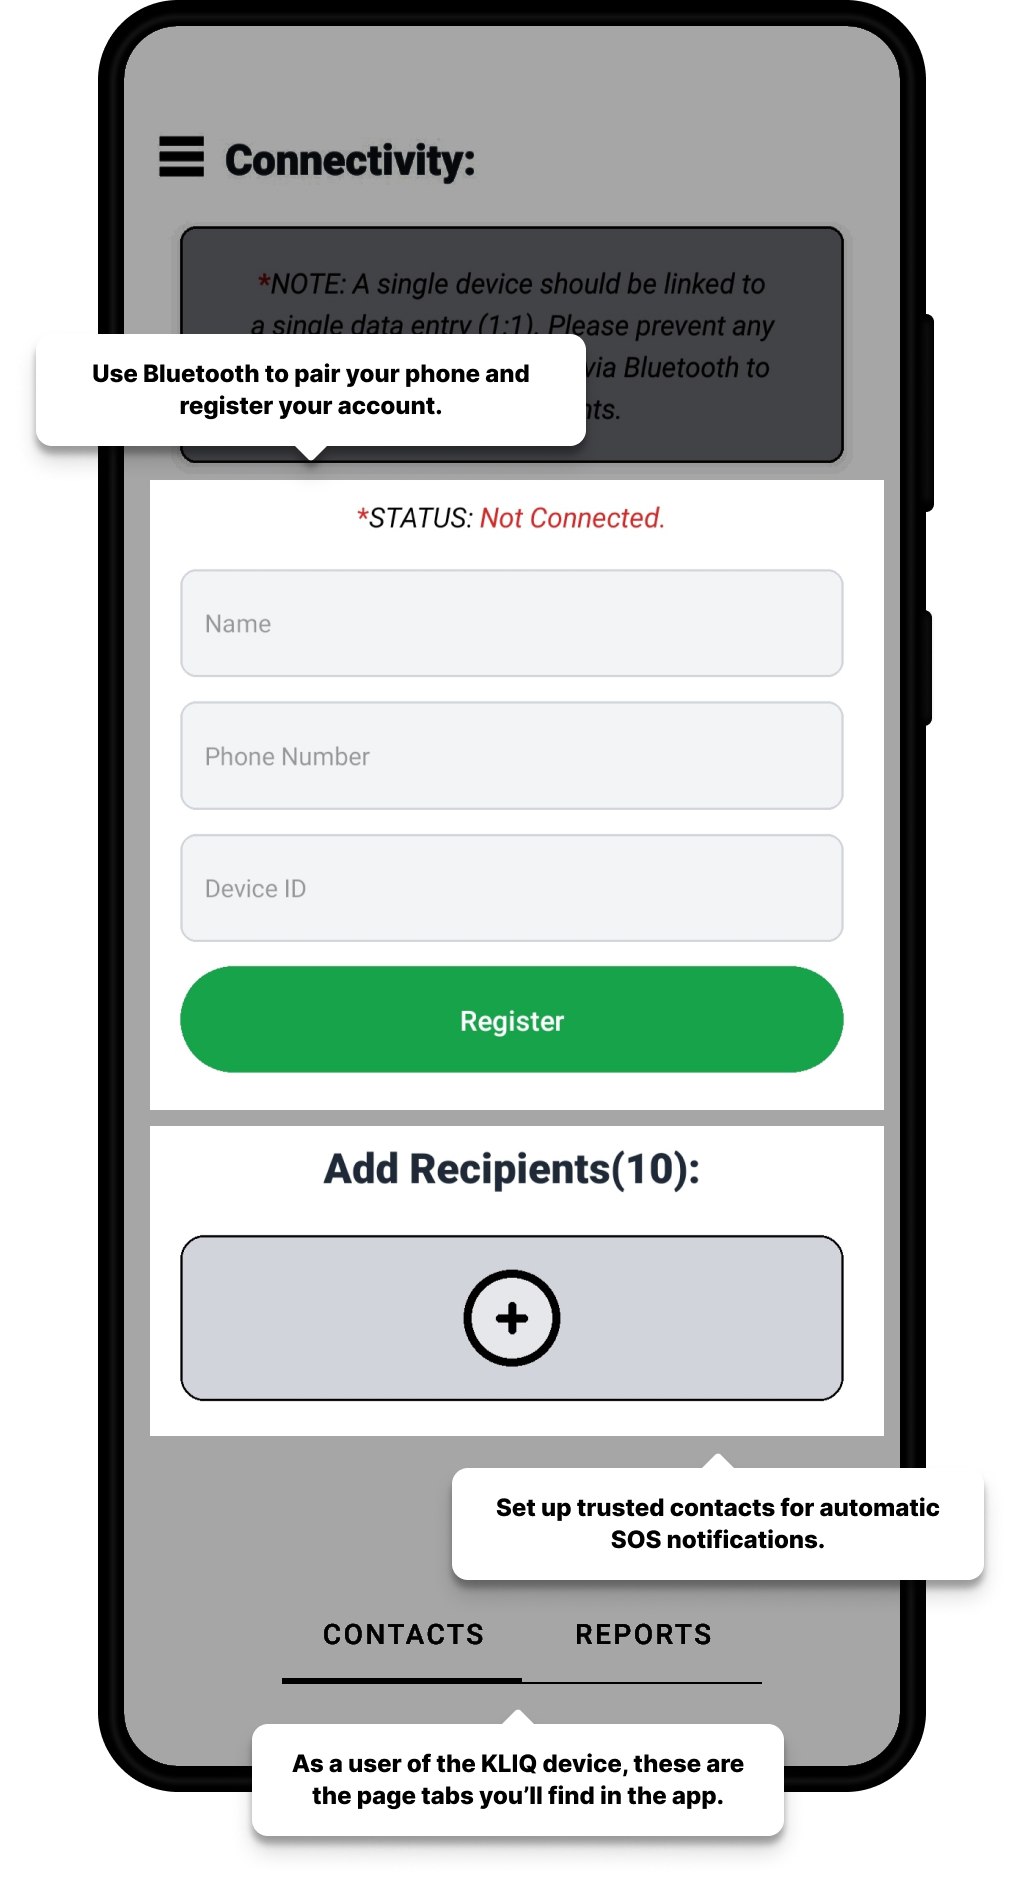 Connectivity:
*NOTE: A single device should be linked to
a single data entry (1:1). Please prevent any
via Bluetooth to
Use Bluetooth to pair your phone and
register your account.
*STATUS: Not Connected.
Name
Phone Number
Device ID
Register
Add Recipients(10):
Set up trusted contacts for automatic
SOS notifications.
CONTACTS
REPORTS
As a user of the KLIQ device, these are
the page tabs you’ll find in the app.